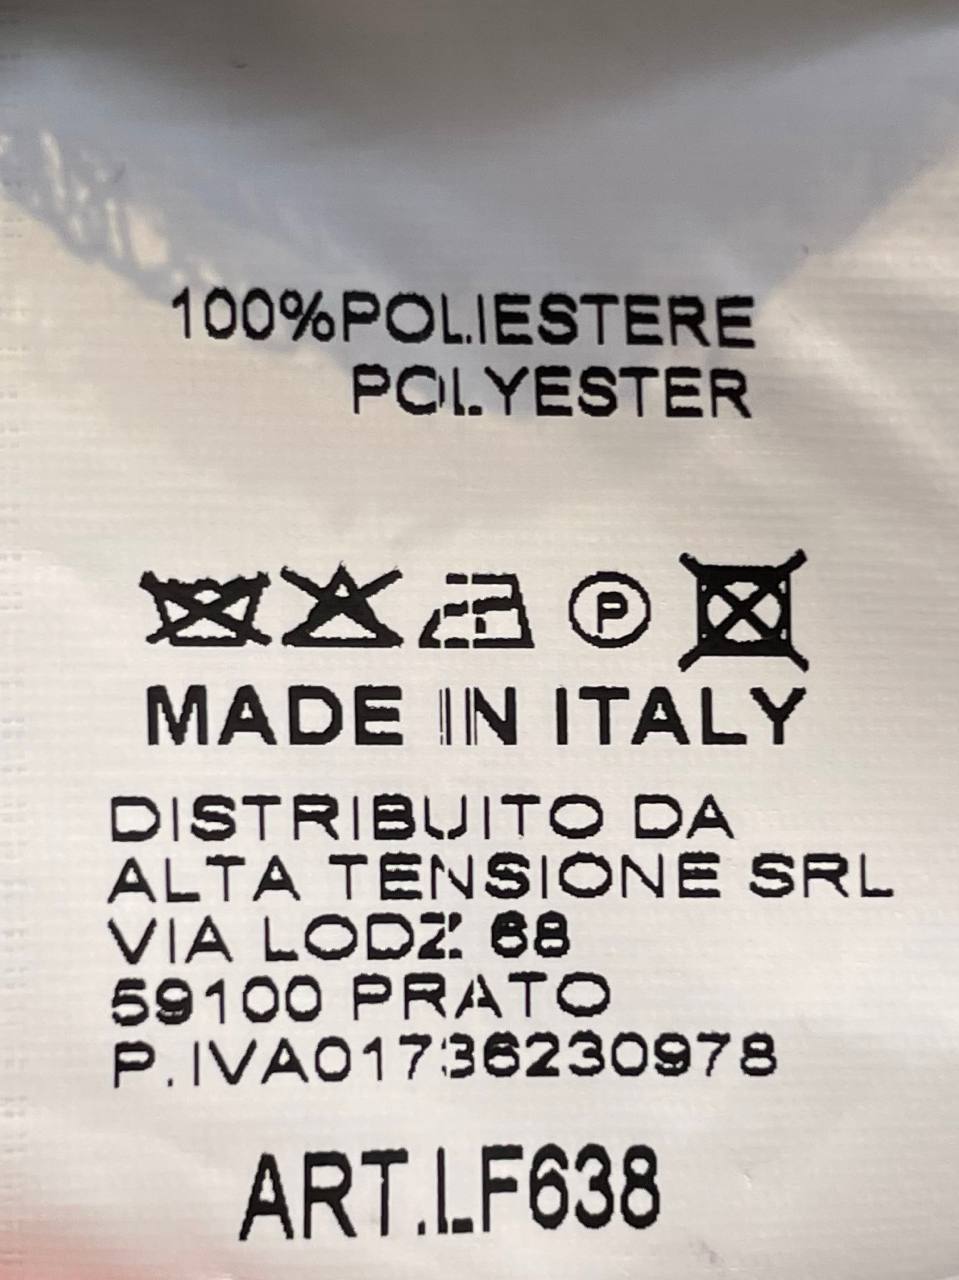 100%POLIESTERE
POLYESTER
P
MADE IN ITALY
DISTRIBUITO DA
ALTA TENSIONE SRL
VIA LODZ 68
59100 PRATO
P.IVA01736230978
ART.LF638